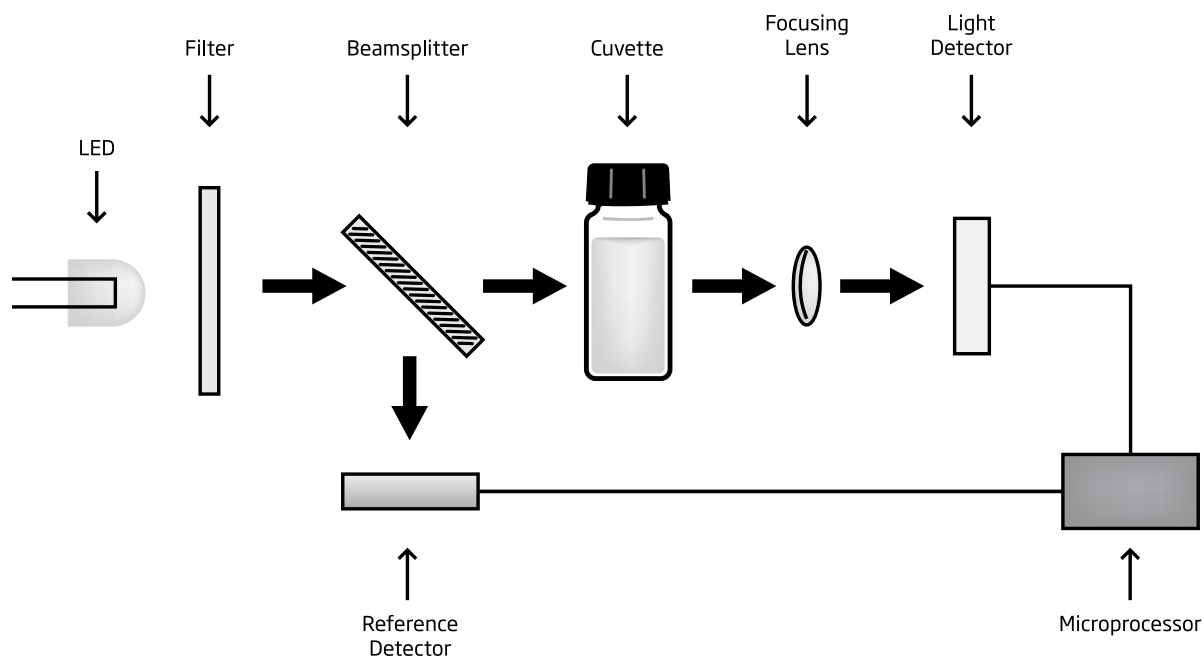 Focusing
Lens
Light
Detector
Filter
Beamsplitter
Cuvette
LED
Reference
Detector
Microprocessor